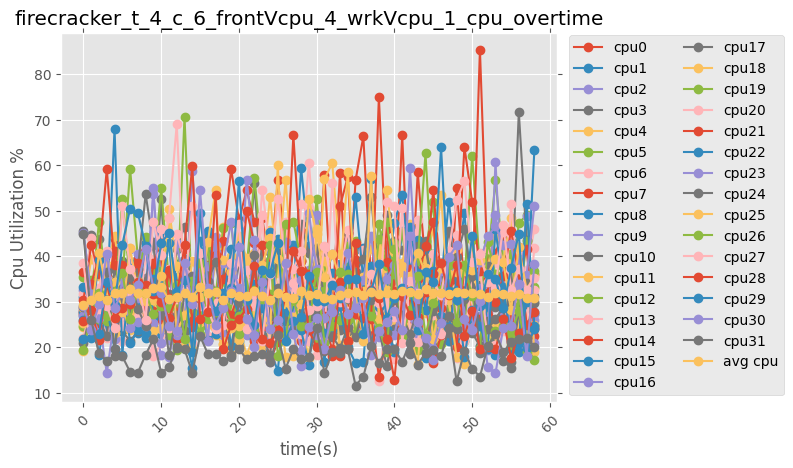 firecracker_t_4_c_6_frontVcpu_4_wrkVcpu_1_cpu_overtime
Cpu Utilization %
80
70
60
50
40
30
20
10
0
10
20
30
40
50
60
time(s)
cpu0
cpu1
cpu2
cpu3
cpu4
cpu5
cpu6
cpu7
cpu8
cpu9
cpu10
cpu11
cpu12
cpu13
cpu14
cpu15
cpu16
cpu17
cpu18
cpu19
cpu20
cpu21
cpu22
cpu23
cpu24
cpu25
cpu26
cpu27
cpu28
cpu29
cpu30
cpu31
avg cpu